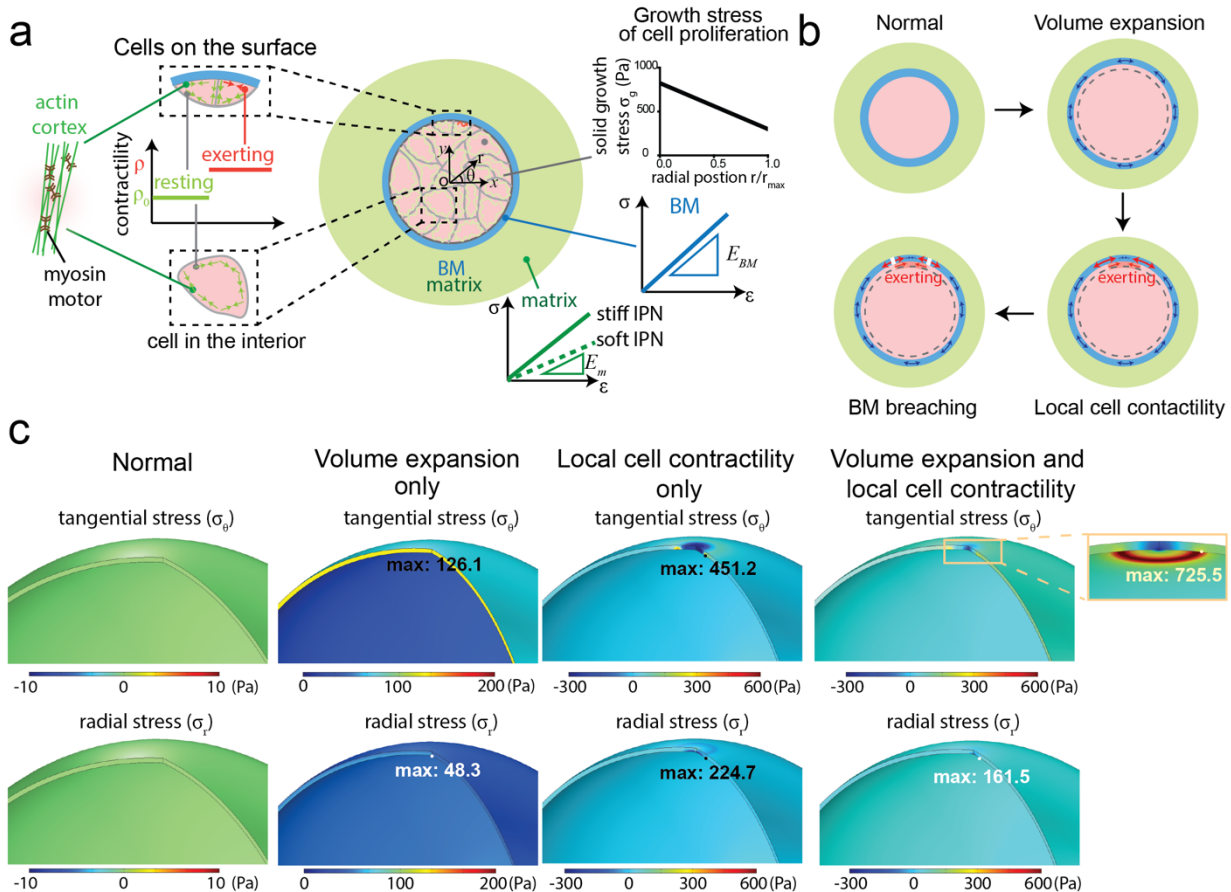 a
Cells on the surface
actin
cortex
contractility
ρ
ρ0
exerting
resting
myosin
motor
cell in the interior
y
r
θ
o
x
BM
matrix
matrix
Growth stress
of cell proliferation
solid growth
stress σg (Pa)
1000
500
0
0.0
0.5
1.0
radial postion r/rmax
σ
BM
EBM
ε
σ
stiff IPN
soft IPN
Em
ε
b
Normal
Volume expansion
exerting
exerting
BM breaching
Local cell contactility
c
Normal
Volume expansion
only
Local cell contractility
only
Volume expansion and
local cell contractility
tangential stress (σθ)
tangential stress (σθ)
tangential stress (σθ)
tangential stress (σθ)
max: 126.1
max: 451.2
max: 725.5
-10 0 10 (Pa)
0 100 200 (Pa)
-300 0 300 600 (Pa)
-300 0 300 600 (Pa)
radial stress (σr)
radial stress (σr)
radial stress (σr)
radial stress (σr)
max: 48.3
max: 224.7
max: 161.5
-10 0 10 (Pa)
0 100 200 (Pa)
-300 0 300 600 (Pa)
-300 0 300 600 (Pa)